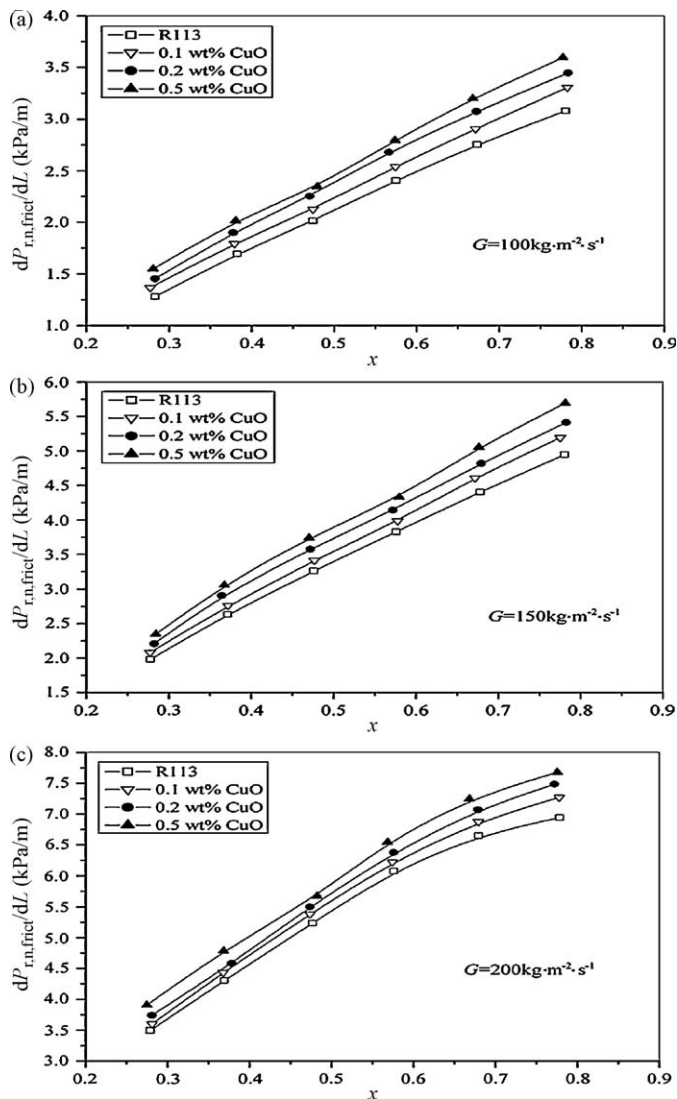 (a)
4.0
3.5
3.0
2.5
2.0
1.5
1.0
dP_r,n,frict/dL (kPa/m)
R113
0.1 wt% CuO
0.2 wt% CuO
0.5 wt% CuO
G=100kg·m⁻²·s⁻¹
0.2 0.3 0.4 0.5 0.6 0.7 0.8 0.9
x
(b)
6.0
5.5
5.0
4.5
4.0
3.5
3.0
2.5
2.0
1.5
dP_r,n,frict/dL (kPa/m)
R113
0.1 wt% CuO
0.2 wt% CuO
0.5 wt% CuO
G=150kg·m⁻²·s⁻¹
0.2 0.3 0.4 0.5 0.6 0.7 0.8 0.9
x
(c)
8.0
7.5
7.0
6.5
6.0
5.5
5.0
4.5
4.0
3.5
3.0
dP_r,n,frict/dL (kPa/m)
R113
0.1 wt% CuO
0.2 wt% CuO
0.5 wt% CuO
G=200kg·m⁻²·s⁻¹
0.2 0.3 0.4 0.5 0.6 0.7 0.8 0.9
x